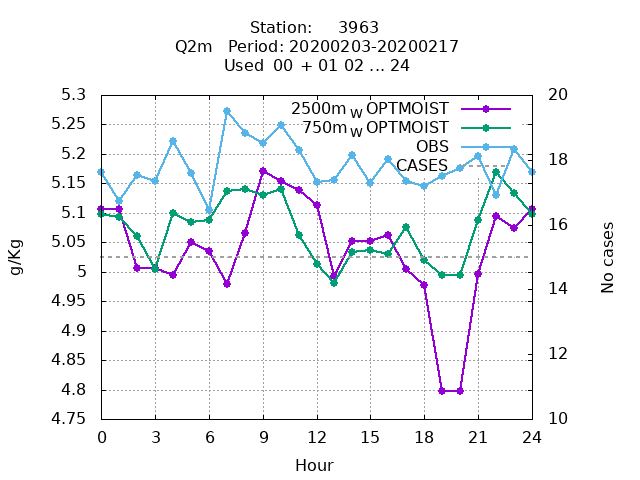 Station:     3963
Q2m   Period: 20200203-20200217
Used  00 + 01 02 ... 24
5.3
5.25
5.2
5.15
5.1
5.05
5
4.95
4.9
4.85
4.8
4.75
g/Kg
2500m W OPTMOIST
750m W OPTMOIST
OBS
CASES
20
18
16
14
12
10
No cases
0 3 6 9 12 15 18 21 24
Hour